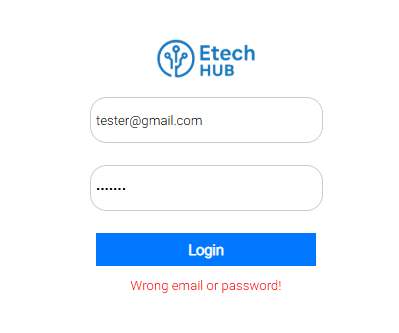 Etech
HUB
tester@gmail.com
•••••••
Login
Wrong email or password!